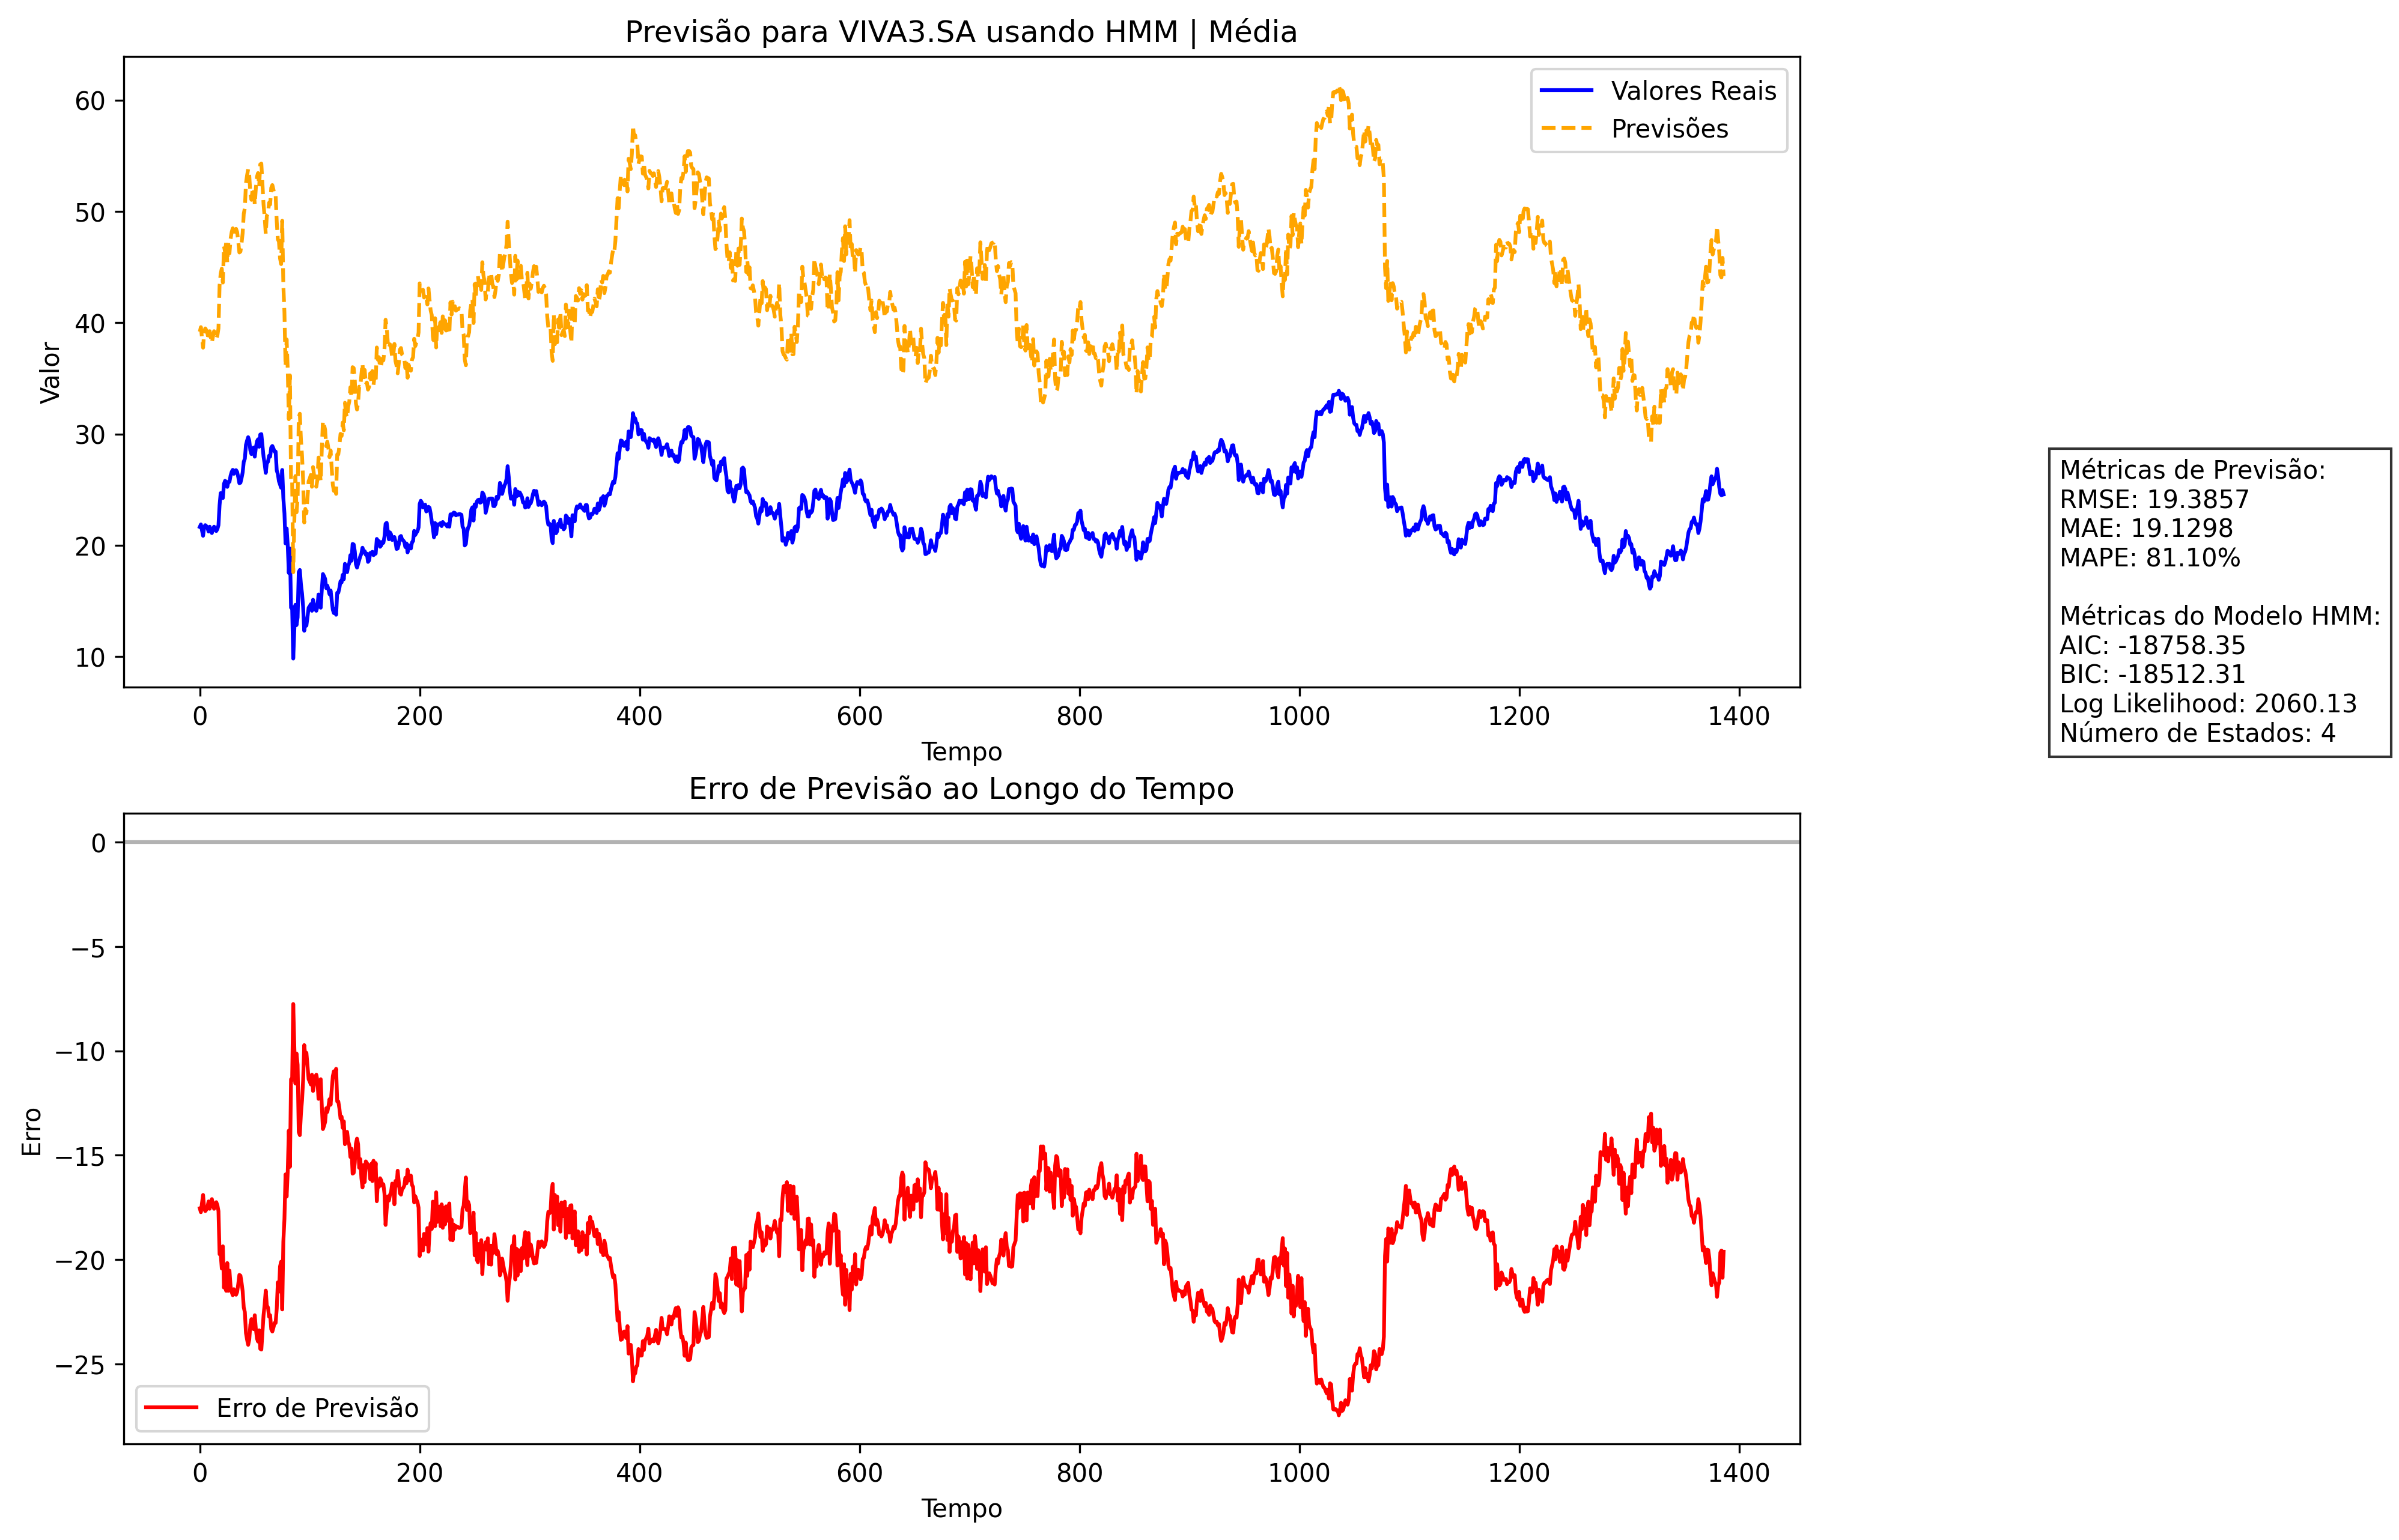 Previsão para VIVA3.SA usando HMM | Média
Valores Reais
Previsões
60
50
40
30
20
10
Valor
0 200 400 600 800 1000 1200 1400
Tempo
Métricas de Previsão:
RMSE: 19.3857
MAE: 19.1298
MAPE: 81.10%
Métricas do Modelo HMM:
AIC: -18758.35
BIC: -18512.31
Log Likelihood: 2060.13
Número de Estados: 4
Erro de Previsão ao Longo do Tempo
0
−5
−10
−15
−20
−25
Erro
Erro de Previsão
0 200 400 600 800 1000 1200 1400
Tempo